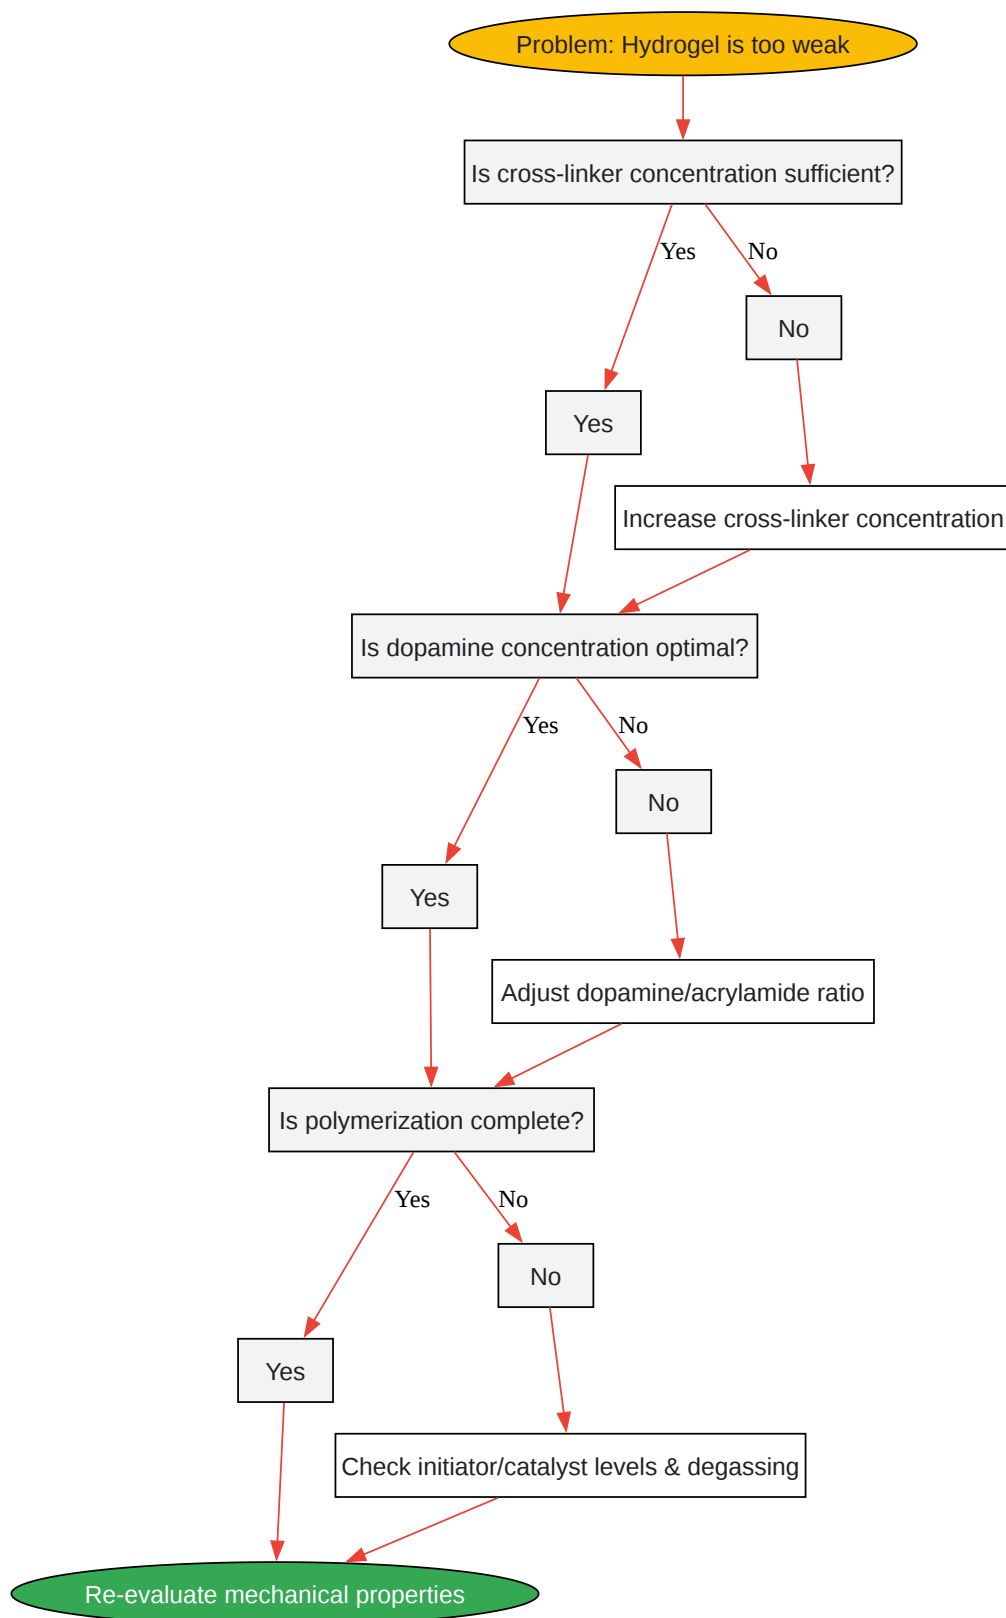 Problem: Hydrogel is too weak
Is cross-linker concentration sufficient?
Yes
No
No
Yes
Increase cross-linker concentration
Is dopamine concentration optimal?
Yes
No
No
Yes
Adjust dopamine/acrylamide ratio
Is polymerization complete?
Yes
No
No
Yes
Check initiator/catalyst levels & degassing
Re-evaluate mechanical properties